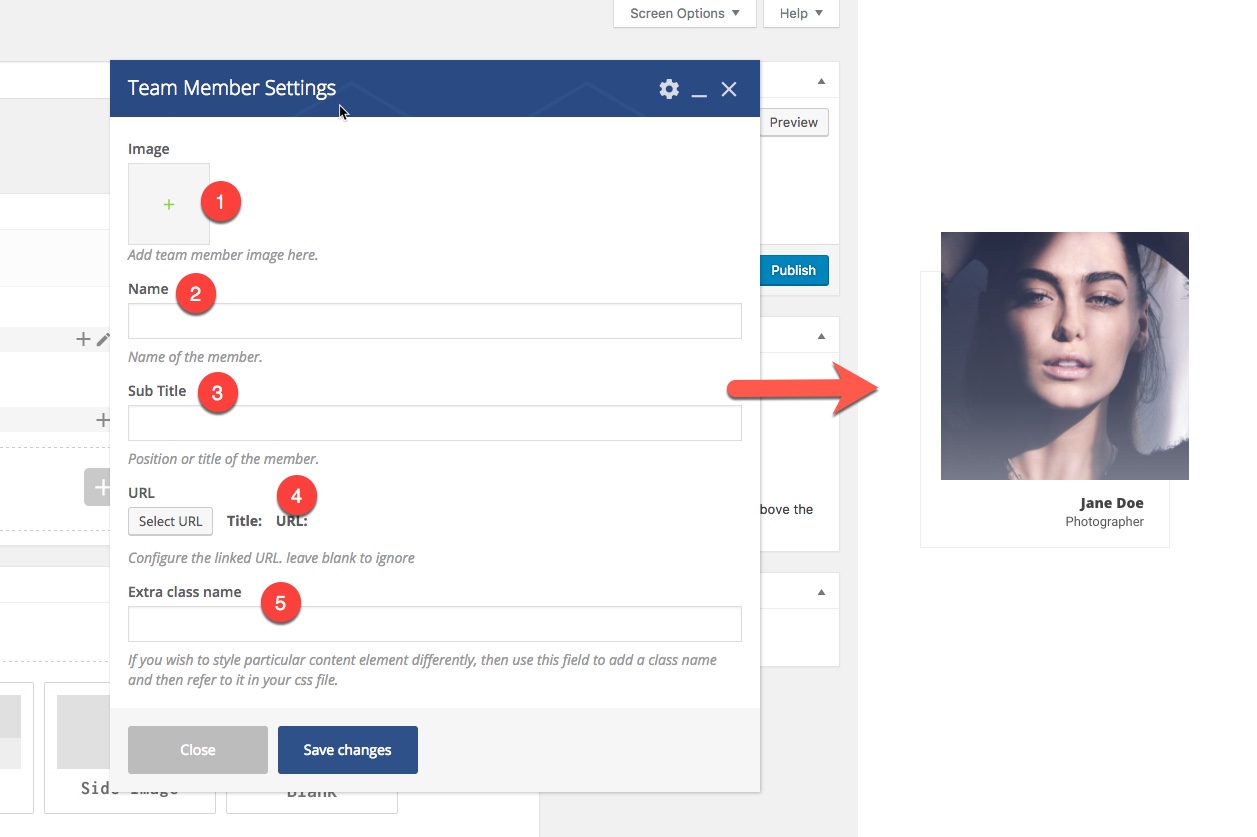 Screen Options
Help
Team Member Settings
Preview
Image
1
Add team member image here.
Publish
Name
2
Name of the member.
Sub Title
3
Position or title of the member.
URL
4
Select URL
Title:
URL:
bove the
Configure the linked URL. leave blank to ignore
Extra class name
5
If you wish to style particular content element differently, then use this field to add a class name
and then refer to it in your css file.
Close
Save changes
Side Image
Blank
Jane Doe
Photographer